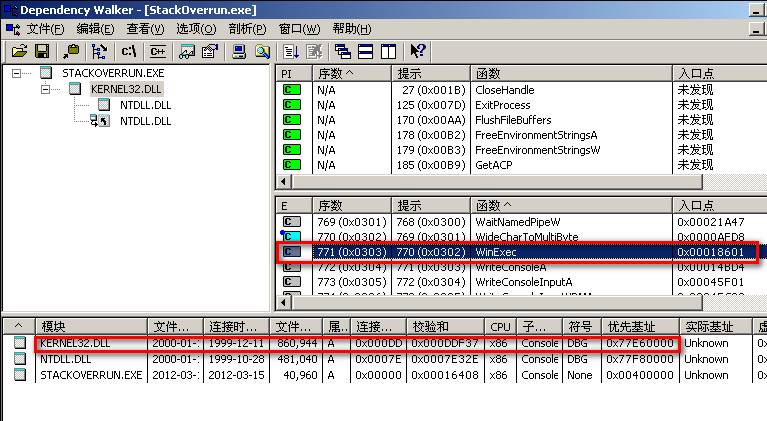 Dependency Walker - [StackOverrun.exe]
文件(F) 编辑(E) 查看(V) 选项(O) 剖析(P) 窗口(W) 帮助(H)
C:\ C++
STACKOVERRUN.EXE
KERNEL32.DLL
NTDLL.DLL
NTDLL.DLL
PI 序数 ^ 提示 函数 入口点
C N/A 27 (0x001B) CloseHandle 未发现
C N/A 125 (0x007D) ExitProcess 未发现
C N/A 170 (0x00AA) FlushFileBuffers 未发现
C N/A 178 (0x00B2) FreeEnvironmentStringsA 未发现
C N/A 179 (0x00B3) FreeEnvironmentStringsW 未发现
C N/A 185 (0x00B9) GetACP 未发现
E 序数 提示 函数 ^ 入口点
C 769 (0x0301) 768 (0x0300) WaitNamedPipeW 0x00021A47
C 770 (0x0302) 769 (0x0301) WideCharToMultiByte 0x0000AFD8
C 771 (0x0303) 770 (0x0302) WinExec 0x00018601
C 772 (0x0304) 771 (0x0303) WriteConsoleA 0x00014BD4
C 773 (0x0305) 772 (0x0304) WriteConsoleInputA 0x00045F01
^ 模块 文件... 连接时... 文件... 属... 连接... 校验和 CPU 子... 符号 优先基址 实际基址 虚
KERNEL32.DLL 2000-01- 1999-12-11 860,944 A 0x000DD 0x000DDF37 x86 Console DBG 0x77E60000 Unknown 0x
NTDLL.DLL 2000-01- 1999-10-28 481,040 A 0x0007E 0x0007E32E x86 Console DBG 0x77F80000 Unknown 0x
STACKOVERRUN.EXE 2012-03- 2012-03-15 40,960 A 0x00000 0x00016408 x86 Console None 0x00400000 Unknown 0x